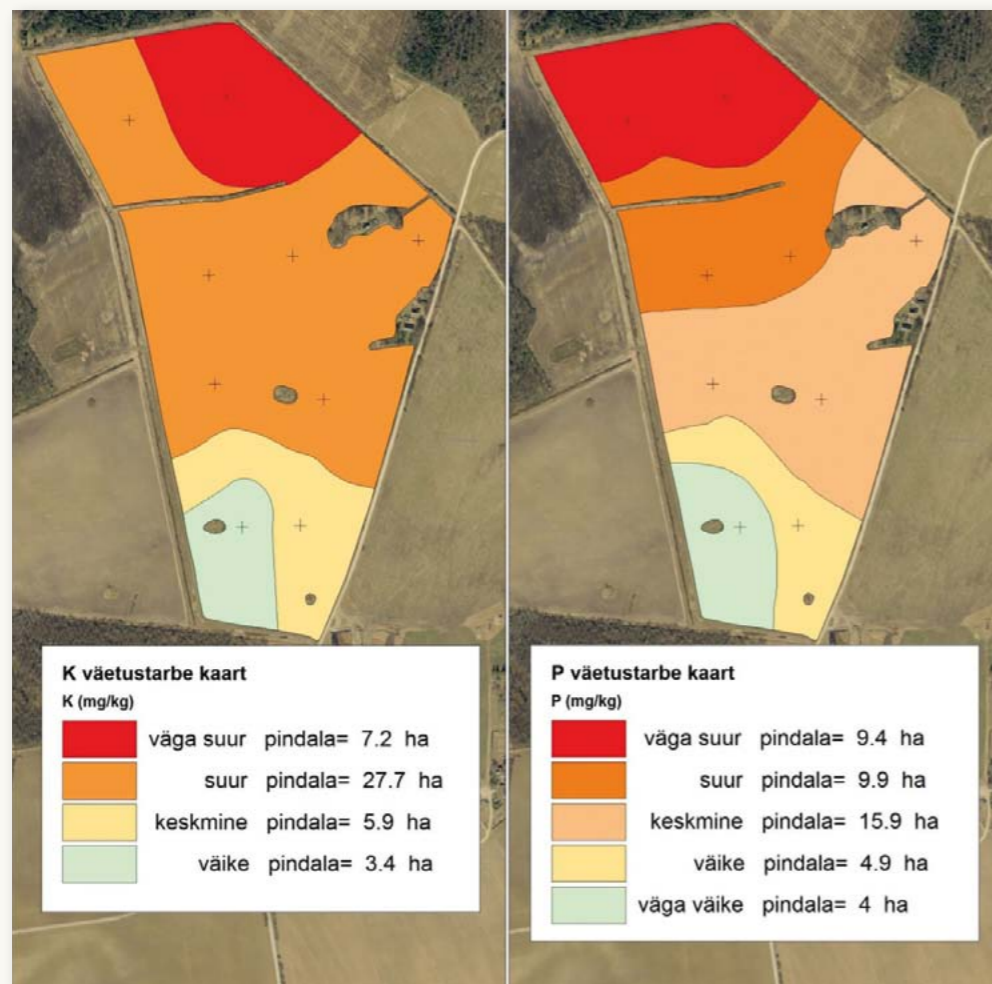 K väetustarbe kaart
K (mg/kg)
väga suur pindala= 7.2 ha
suur pindala= 27.7 ha
keskmine pindala= 5.9 ha
väike pindala= 3.4 ha
P väetustarbe kaart
P (mg/kg)
väga suur pindala= 9.4 ha
suur pindala= 9.9 ha
keskmine pindala= 15.9 ha
väike pindala= 4.9 ha
väga väike pindala= 4 ha